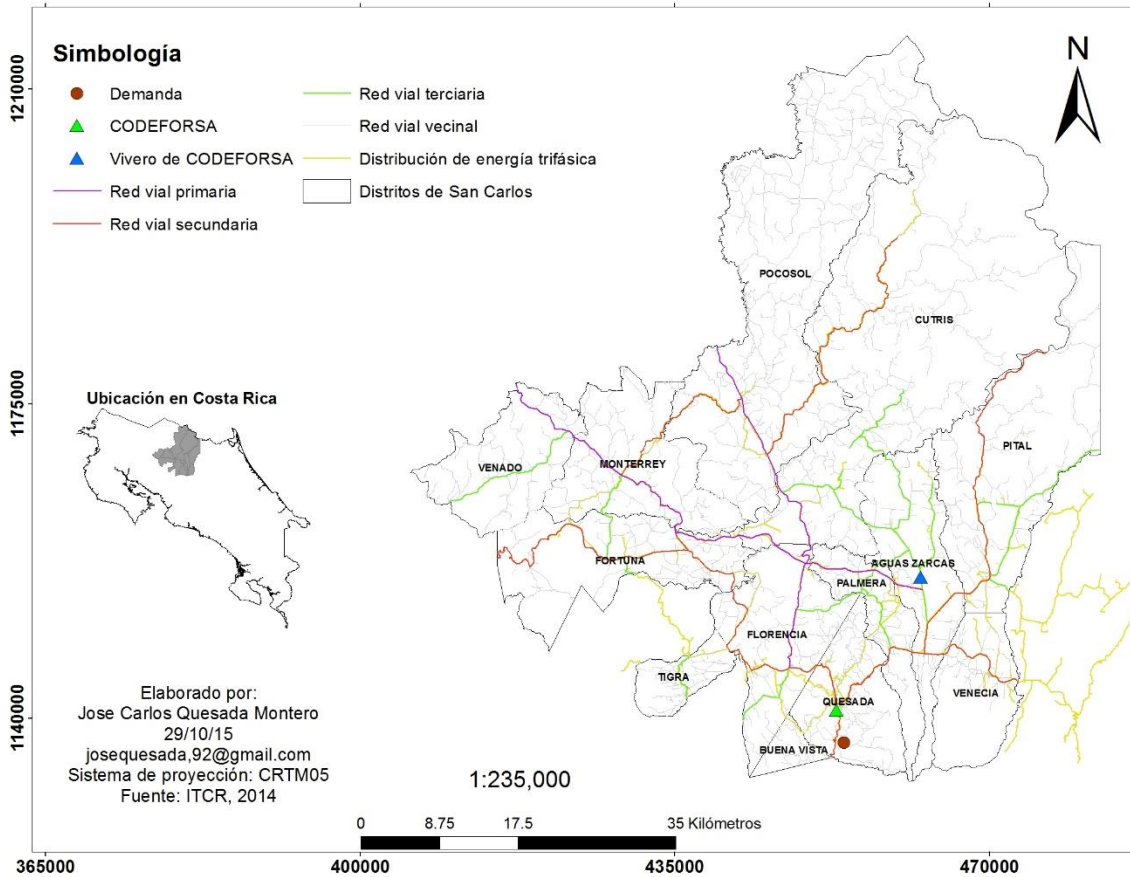 Simbología
Demanda
CODEFORSA
Vivero de CODEFORSA
Red vial primaria
Red vial secundaria
Red vial terciaria
Red vial vecinal
Distribución de energía trifásica
Distritos de San Carlos
N
1210000
1175000
1140000
POCOSOL
CUTRIS
PITAL
VENADO
MONTERREY
FORTUNA
AGUAS ZARCAS
PALMERA
FLORENCIA
TIGRA
QUESADA
VENECIA
BUENA VISTA
Ubicación en Costa Rica
Elaborado por:
Jose Carlos Quesada Montero
29/10/15
josequesada,92@gmail.com
Sistema de proyección: CRTM05
Fuente: ITCR, 2014
1:235,000
0 8.75 17.5 35 Kilómetros
365000 400000 435000 470000